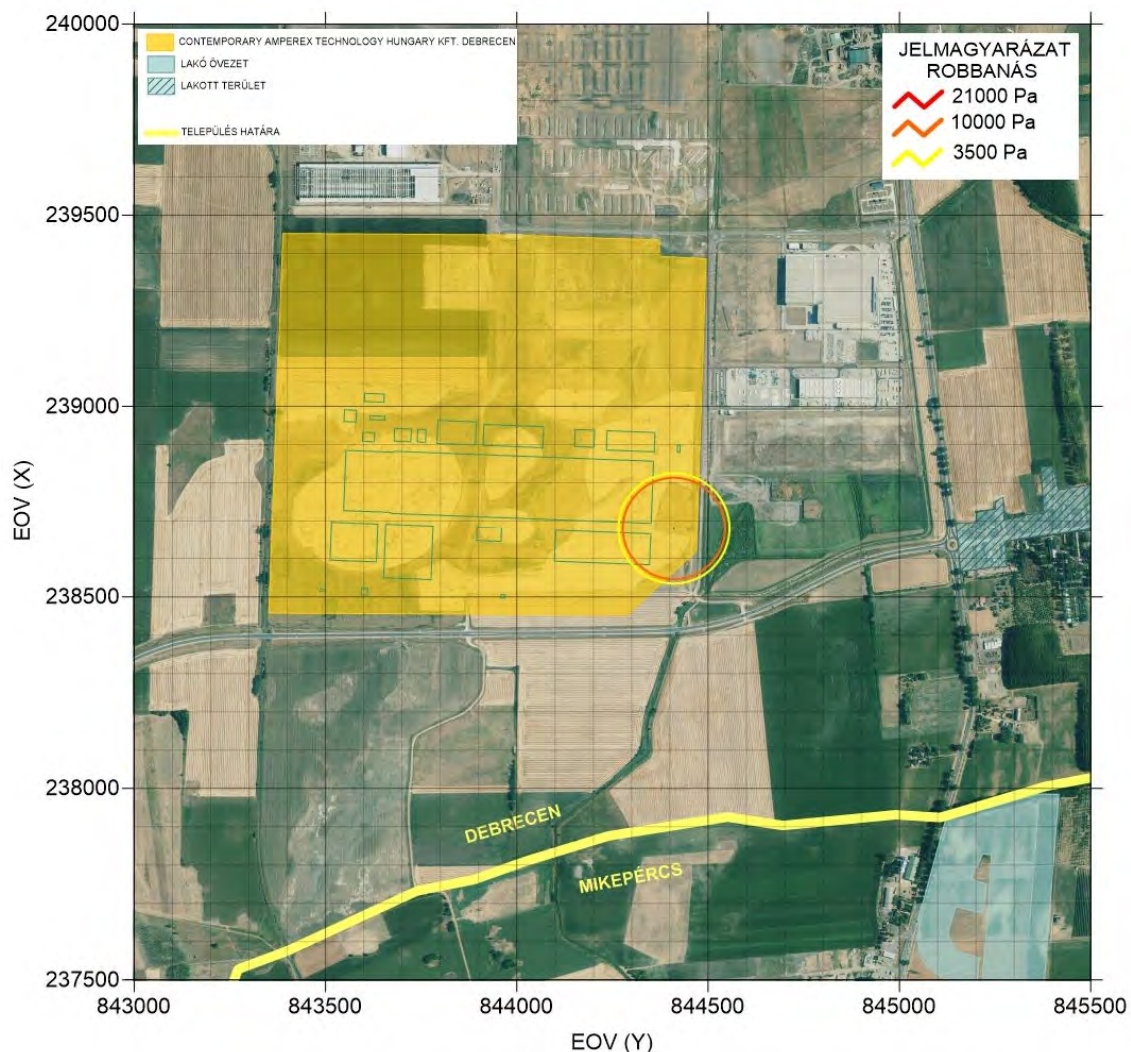 CONTEMPORARY AMPEREX TECHNOLOGY HUNGARY KFT. DEBRECEN
LAKÓ ÖVEZET
LAKOTT TERÜLET
TELEPÜLÉS HATÁRA
JELMAGYARÁZAT
ROBBANÁS
21000 Pa
10000 Pa
3500 Pa
240000
239500
239000
238500
238000
237500
EOV (X)
DEBRECEN
MIKEPÉRCS
843000 843500 844000 844500 845000 845500
EOV (Y)